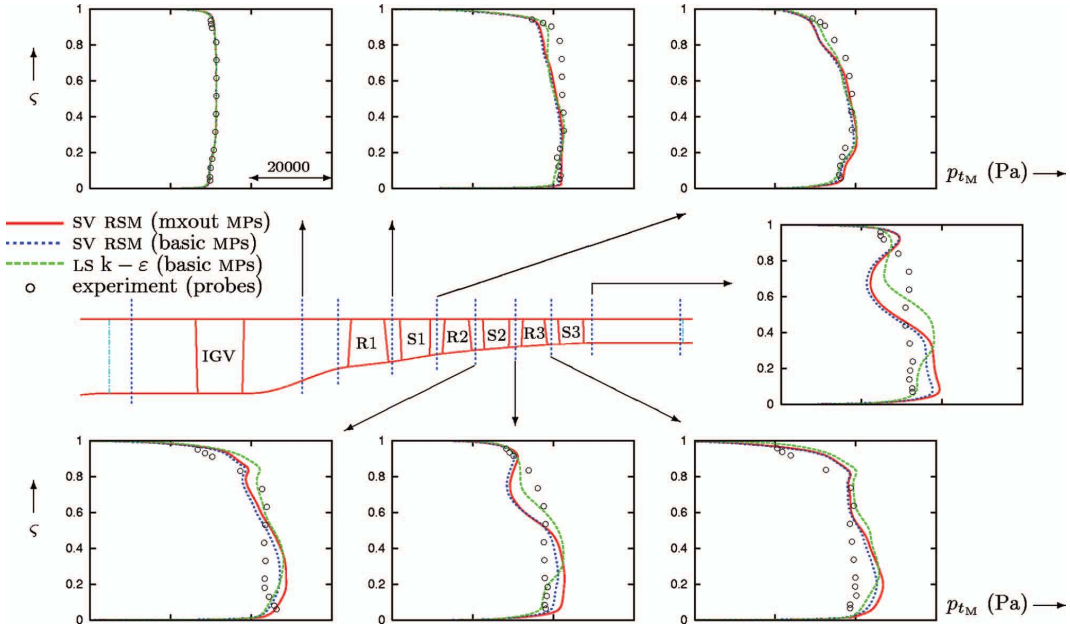 1
0.8
0.6
0.4
0.2
0
ς
20000
1
0.8
0.6
0.4
0.2
0
1
0.8
0.6
0.4
0.2
0
p_{t_M} (Pa)
SV RSM (mxout MPs)
SV RSM (basic MPs)
LS k − ε (basic MPs)
experiment (probes)
IGV
R1
S1
R2
S2
R3
S3
1
0.8
0.6
0.4
0.2
0
1
0.8
0.6
0.4
0.2
0
ς
1
0.8
0.6
0.4
0.2
0
1
0.8
0.6
0.4
0.2
0
p_{t_M} (Pa)